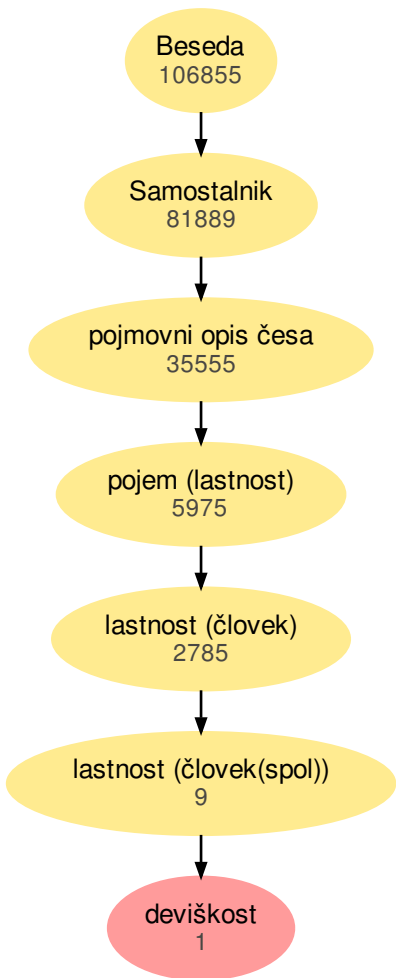 Beseda
106855
Samostalnik
81889
pojmovni opis česa
35555
pojem (lastnost)
5975
lastnost (človek)
2785
lastnost (človek(spol))
9
deviškost
1